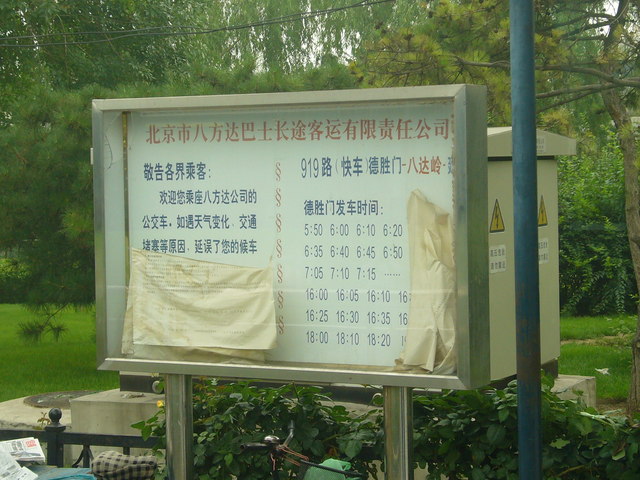 北京市八方达巴士长途客运有限责任公司
敬告各界乘客：
欢迎您乘座八方达公司的
公交车，如遇天气变化、交通
堵塞等原因，延误了您的候车
919路（快车）德胜门-八达岭-
德胜门发车时间：
5:50 6:00 6:10 6:20
6:35 6:40 6:45 6:50
7:05 7:10 7:15 ······
16:00 16:05 16:10 16:
16:25 16:30 16:35 16
18:00 18:10 18:20